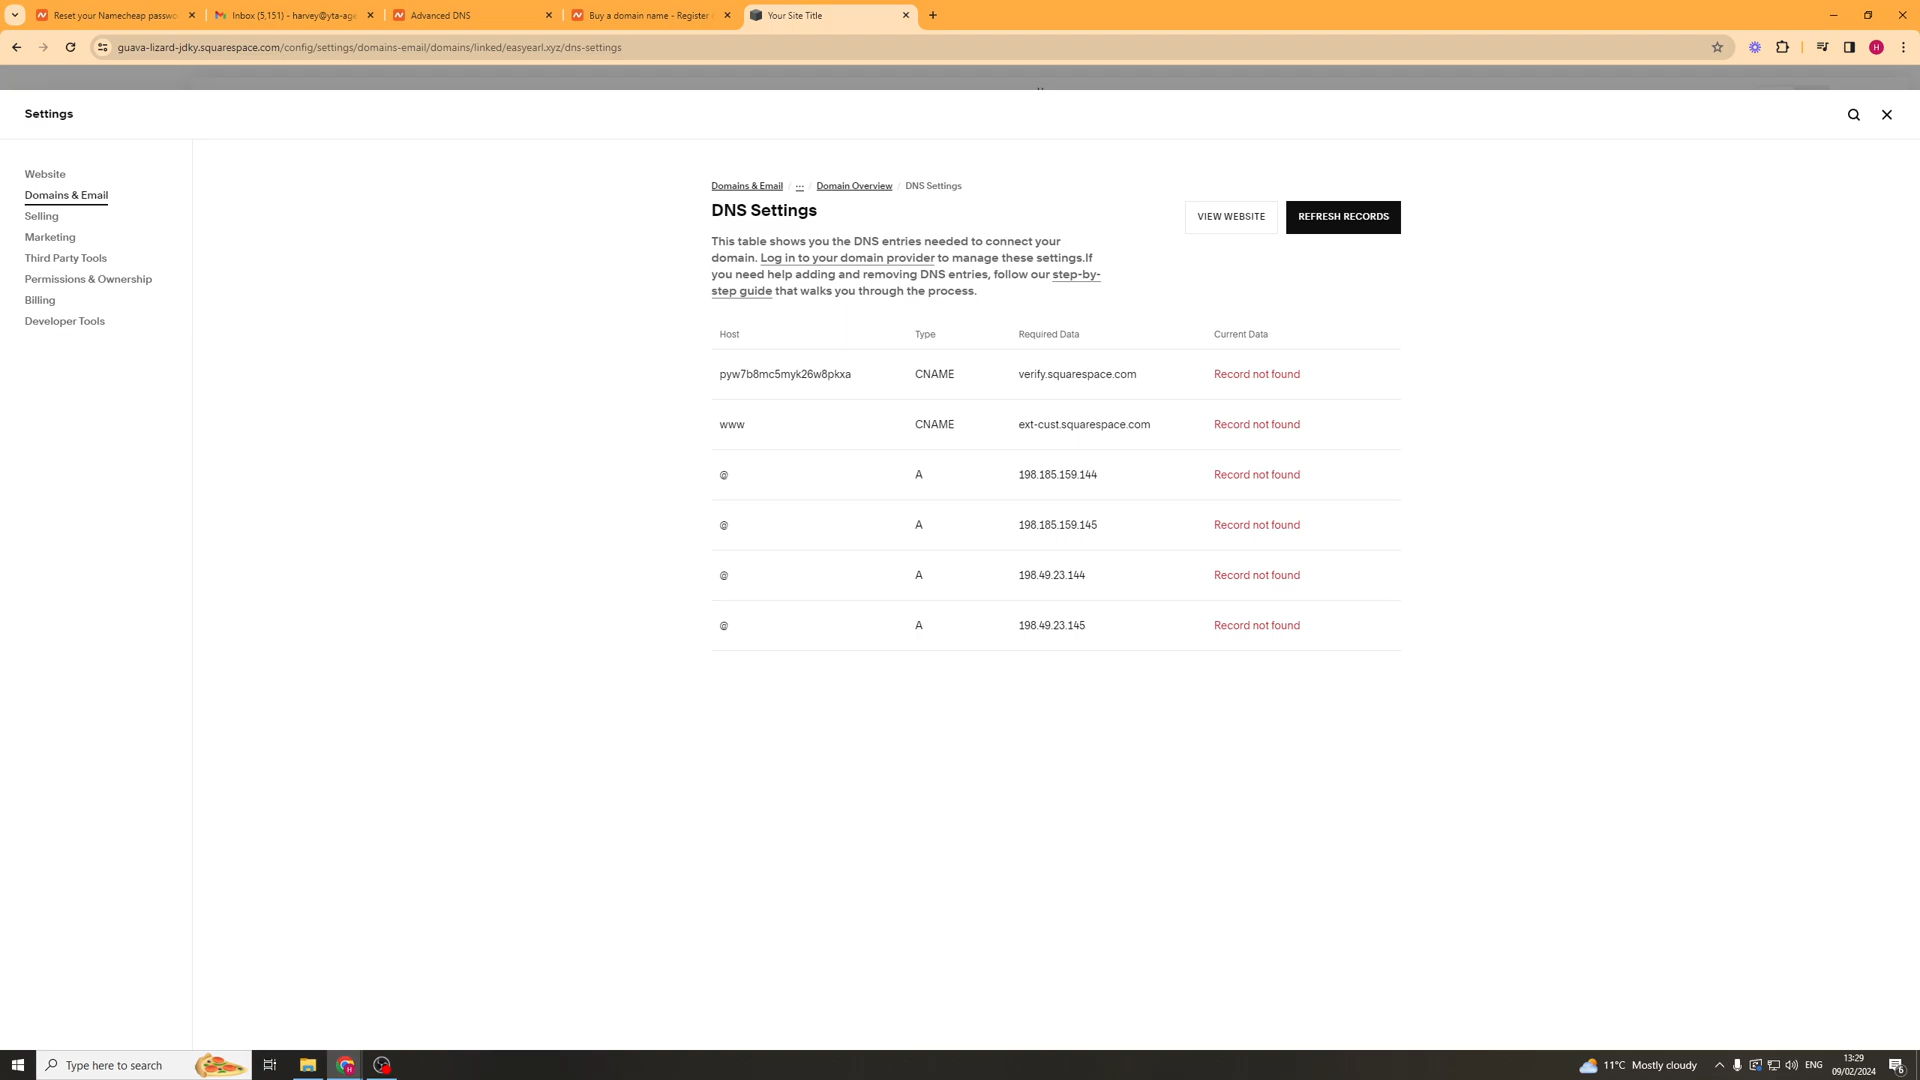 Reset your Namecheap passwo
Inbox (5,151) - harvey@yta-age
Advanced DNS
Buy a domain name - Register
Your Site Title
guava-lizard-jdky.squarespace.com/config/settings/domains-email/domains/linked/easyearl.xyz/dns-settings
H
Settings
Website
Domains & Email
Selling
Marketing
Third Party Tools
Permissions & Ownership
Billing
Developer Tools
Domains & Email / ... / Domain Overview / DNS Settings
DNS Settings
VIEW WEBSITE
REFRESH RECORDS
This table shows you the DNS entries needed to connect your
domain. Log in to your domain provider to manage these settings.If
you need help adding and removing DNS entries, follow our step-by-
step guide that walks you through the process.
Host Type Required Data Current Data
pyw7b8mc5myk26w8pkxa CNAME verify.squarespace.com Record not found
www CNAME ext-cust.squarespace.com Record not found
@ A 198.185.159.144 Record not found
@ A 198.185.159.145 Record not found
@ A 198.49.23.144 Record not found
@ A 198.49.23.145 Record not found
Type here to search
11°C Mostly cloudy
ENG
13:29
09/02/2024
6